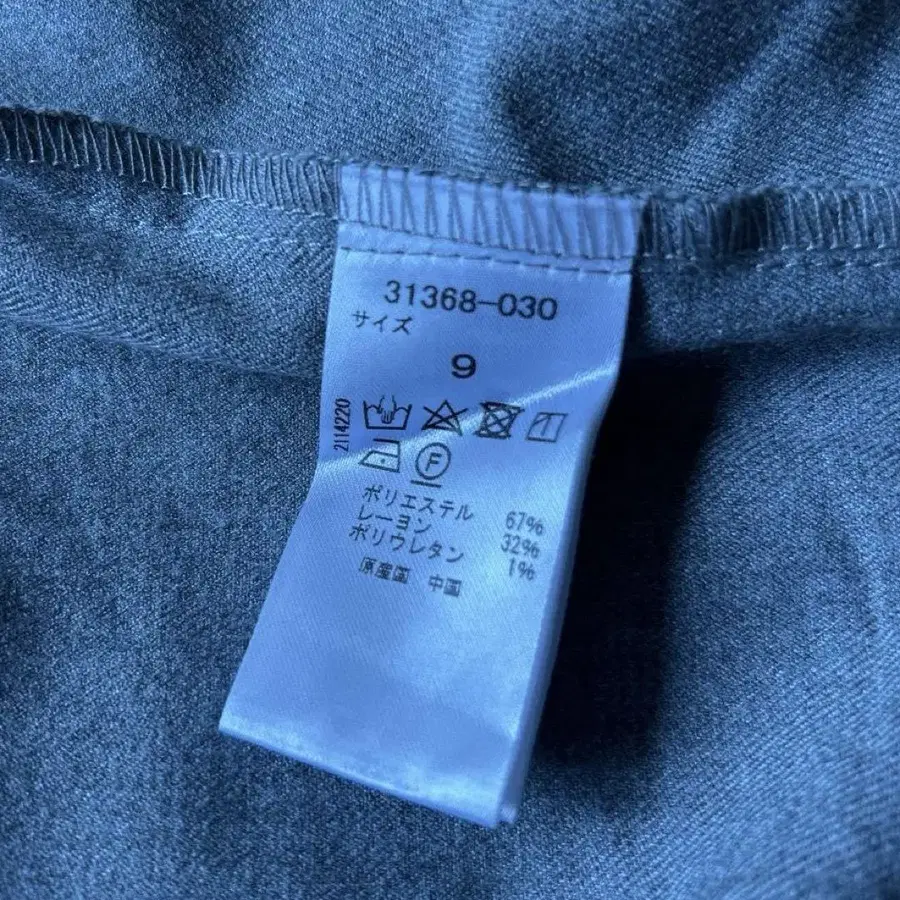 31368-030
サイズ
9
2114220
F
ポリエステル 67%
レーヨン 32%
ポリウレタン 1%
原産国 中国